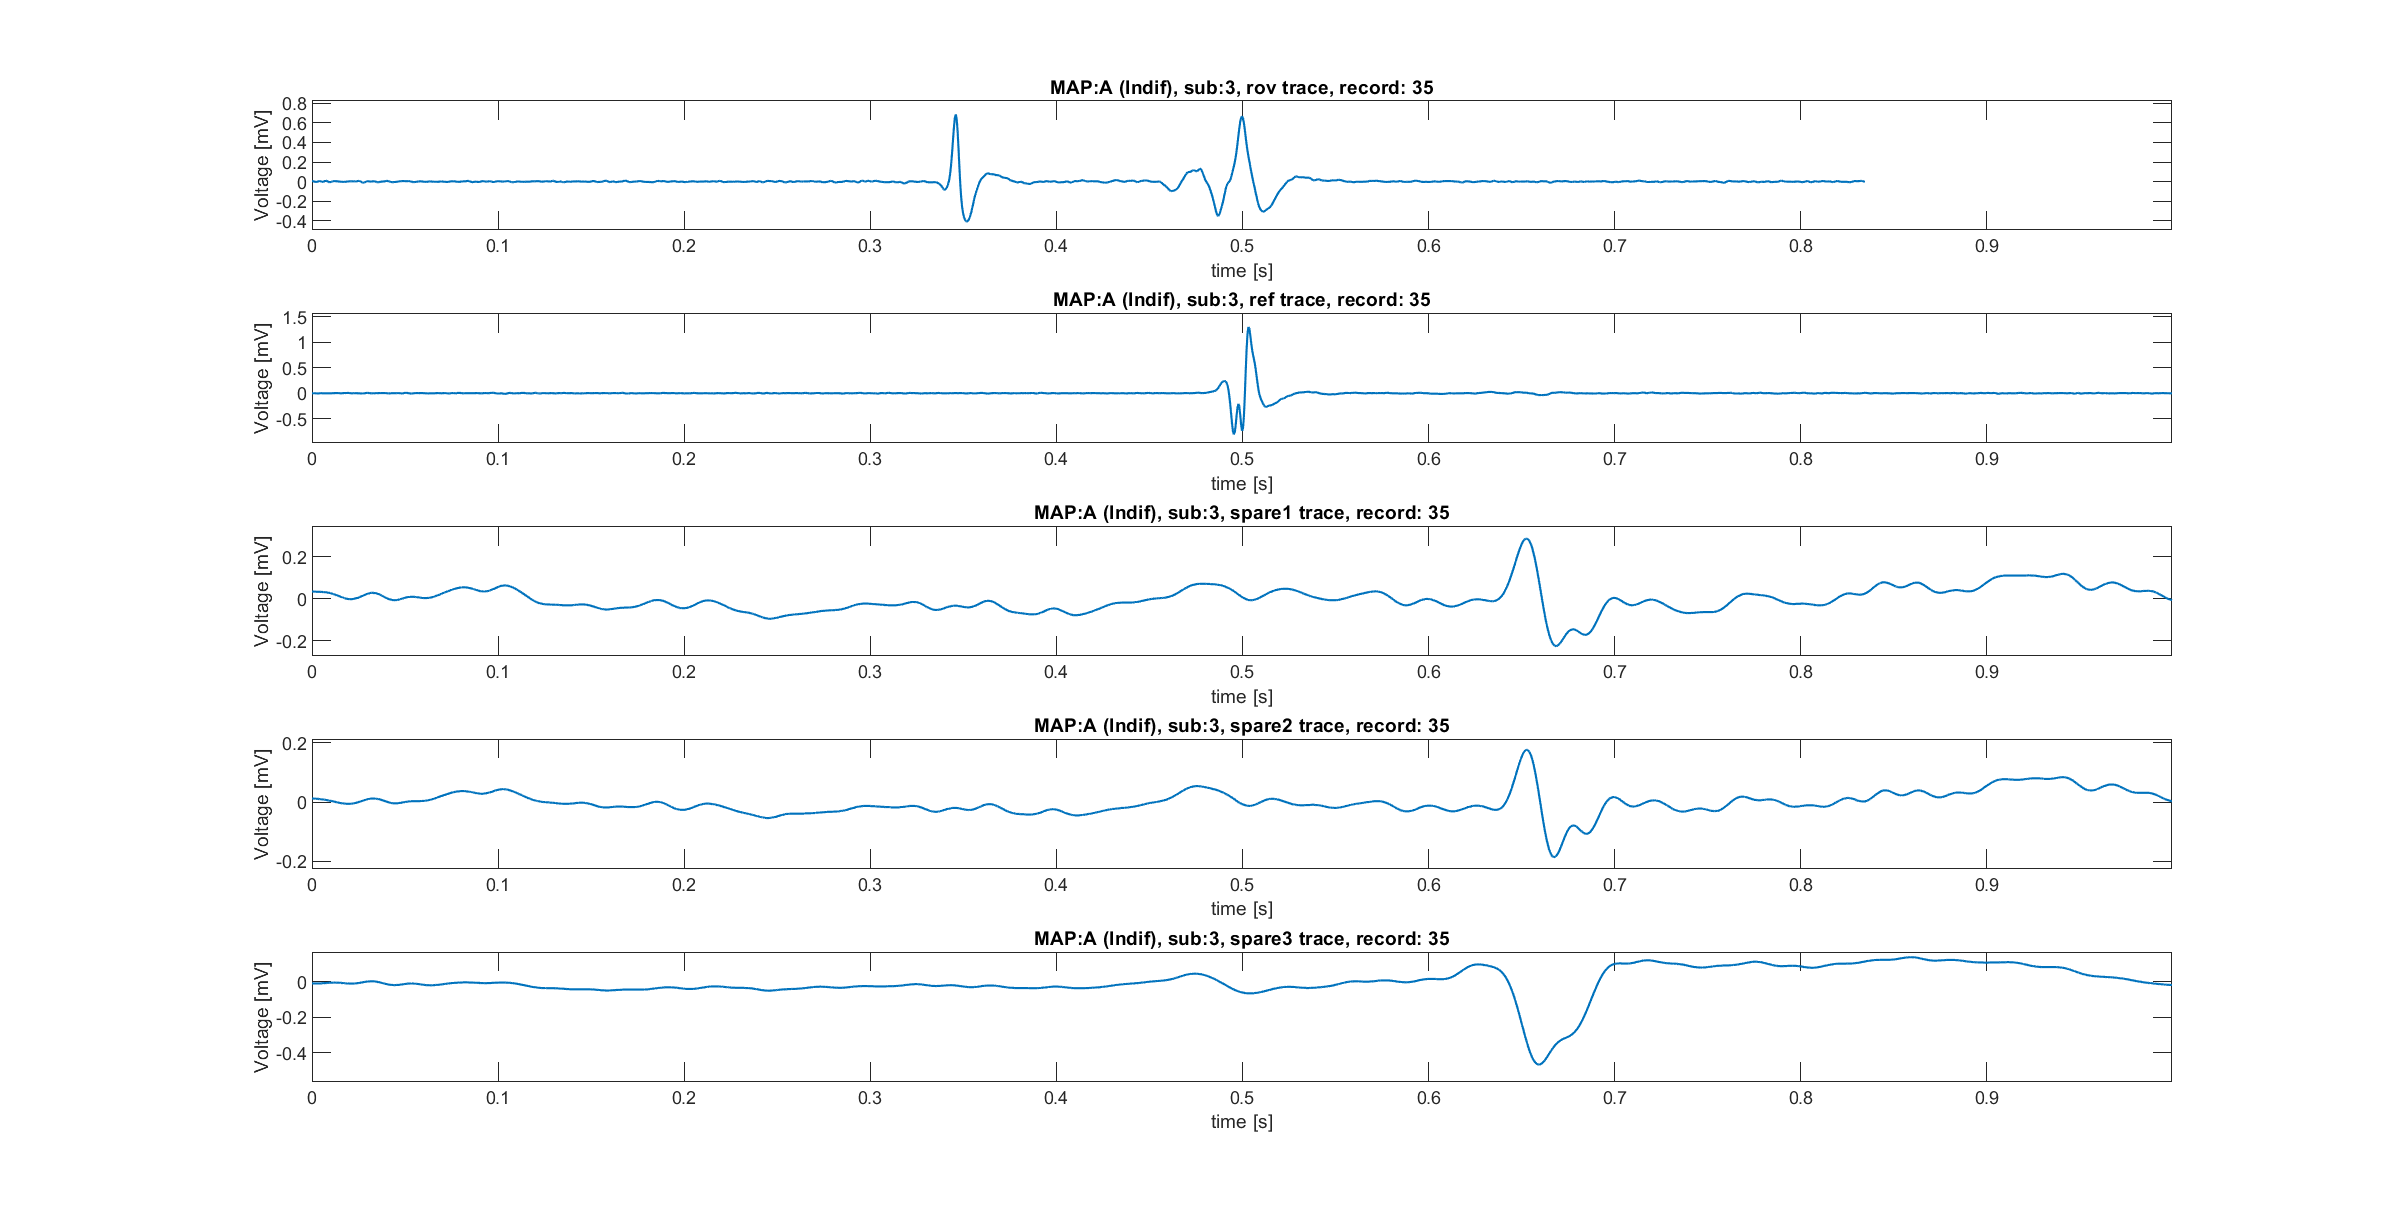 MAP:A (Indif), sub:3, rov trace, record: 35
Voltage [mV]
0.8
0.6
0.4
0.2
0
-0.2
-0.4
0 0.1 0.2 0.3 0.4 0.5 0.6 0.7 0.8 0.9
time [s]
MAP:A (Indif), sub:3, ref trace, record: 35
Voltage [mV]
1.5
1
0.5
0
-0.5
0 0.1 0.2 0.3 0.4 0.5 0.6 0.7 0.8 0.9
time [s]
MAP:A (Indif), sub:3, spare1 trace, record: 35
Voltage [mV]
0.2
0
-0.2
0 0.1 0.2 0.3 0.4 0.5 0.6 0.7 0.8 0.9
time [s]
MAP:A (Indif), sub:3, spare2 trace, record: 35
Voltage [mV]
0.2
0
-0.2
0 0.1 0.2 0.3 0.4 0.5 0.6 0.7 0.8 0.9
time [s]
MAP:A (Indif), sub:3, spare3 trace, record: 35
Voltage [mV]
0
-0.2
-0.4
0 0.1 0.2 0.3 0.4 0.5 0.6 0.7 0.8 0.9
time [s]